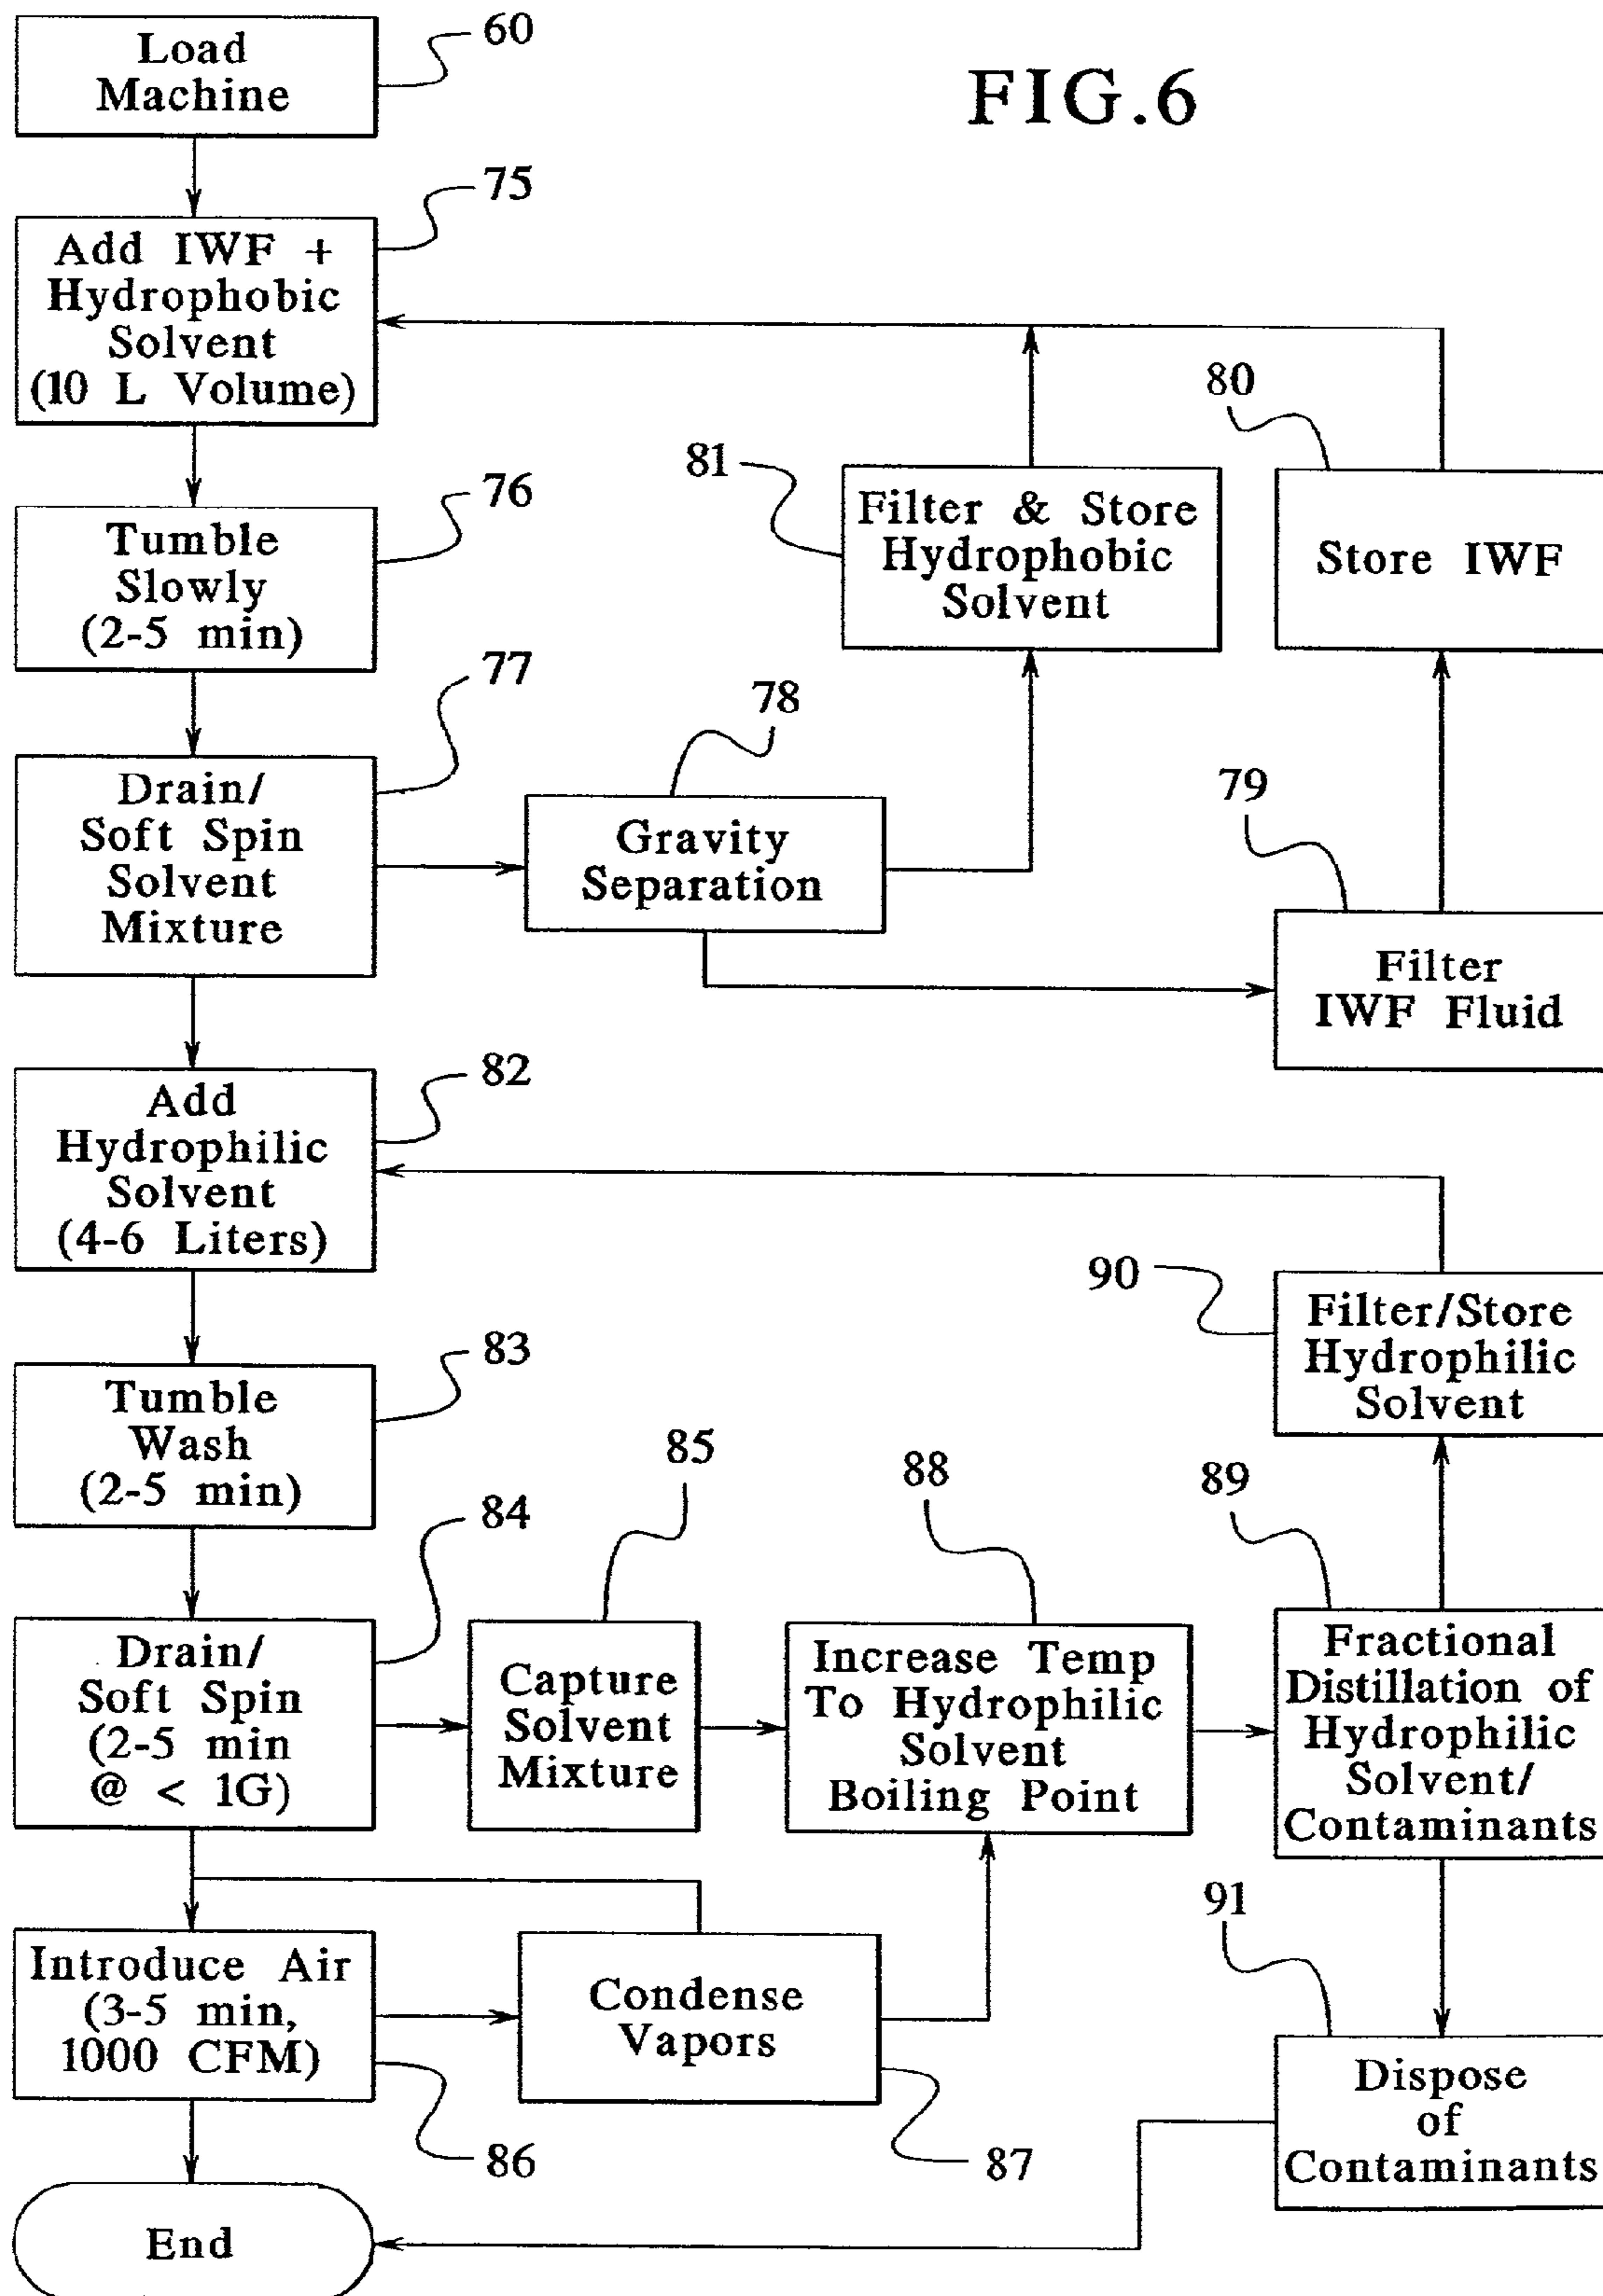 FIG.6
60
Load
Machine
75
Add IWF +
Hydrophobic
Solvent
(10 L Volume)
76
Tumble
Slowly
(2-5 min)
77
Drain/
Soft Spin
Solvent
Mixture
78
Gravity
Separation
81
Filter & Store
Hydrophobic
Solvent
80
Store IWF
79
Filter
IWF Fluid
82
Add
Hydrophilic
Solvent
(4-6 Liters)
83
Tumble
Wash
(2-5 min)
84
Drain/
Soft Spin
(2-5 min
@ < 1G)
85
Capture
Solvent
Mixture
88
Increase Temp
To Hydrophilic
Solvent
Boiling Point
89
Fractional
Distillation of
Hydrophilic
Solvent/
Contaminants
90
Filter/Store
Hydrophilic
Solvent
91
Dispose
of
Contaminants
Introduce Air
(3-5 min,
1000 CFM)
86
Condense
Vapors
87
End